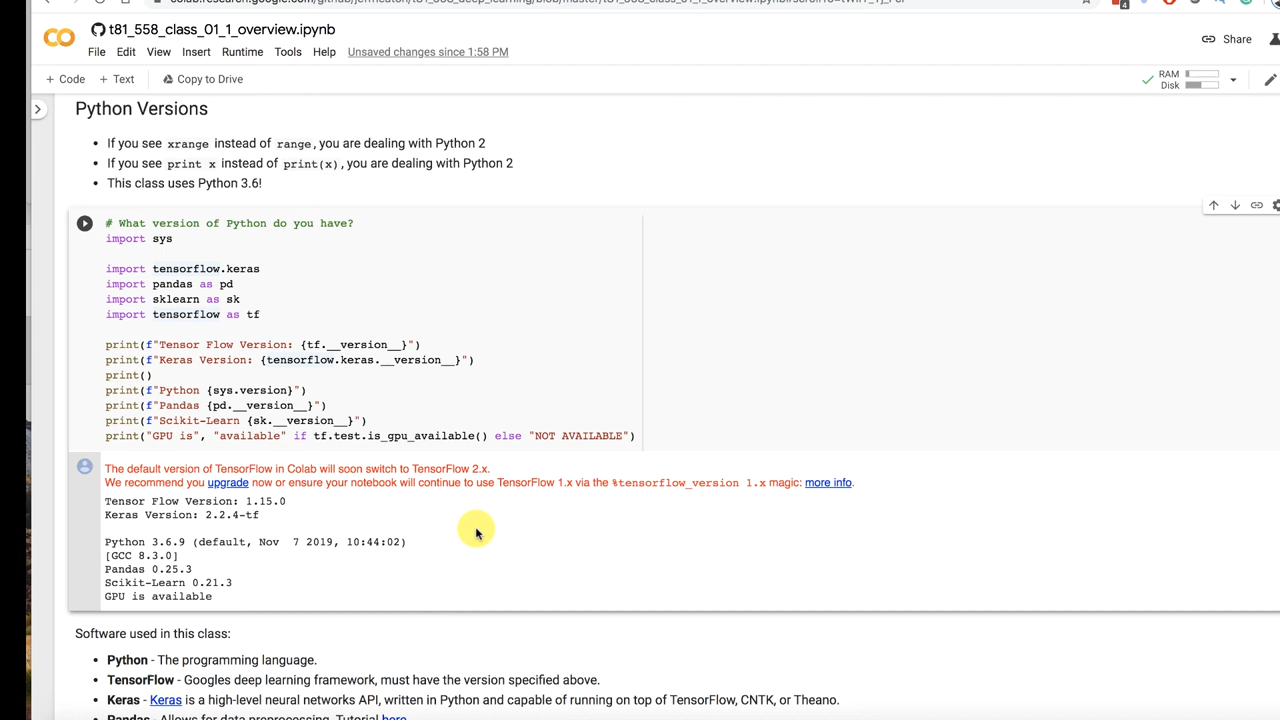 t81_558_class_01_1_overview.ipynb
Share
File Edit View Insert Runtime Tools Help Unsaved changes since 1:58 PM
+ Code + Text Copy to Drive
RAM
Disk
Python Versions
• If you see xrange instead of range, you are dealing with Python 2
• If you see print x instead of print(x), you are dealing with Python 2
• This class uses Python 3.6!
# What version of Python do you have?
import sys
import tensorflow.keras
import pandas as pd
import sklearn as sk
import tensorflow as tf
print(f"Tensor Flow Version: {tf.__version__}")
print(f"Keras Version: {tensorflow.keras.__version__}")
print()
print(f"Python {sys.version}")
print(f"Pandas {pd.__version__}")
print(f"Scikit-Learn {sk.__version__}")
print("GPU is", "available" if tf.test.is_gpu_available() else "NOT AVAILABLE")
The default version of TensorFlow in Colab will soon switch to TensorFlow 2.x.
We recommend you upgrade now or ensure your notebook will continue to use TensorFlow 1.x via the %tensorflow_version 1.x magic: more info.
Tensor Flow Version: 1.15.0
Keras Version: 2.2.4-tf
Python 3.6.9 (default, Nov 7 2019, 10:44:02)
[GCC 8.3.0]
Pandas 0.25.3
Scikit-Learn 0.21.3
GPU is available
Software used in this class:
• Python - The programming language.
• TensorFlow - Googles deep learning framework, must have the version specified above.
• Keras - Keras is a high-level neural networks API, written in Python and capable of running on top of TensorFlow, CNTK, or Theano.
• Pandas - Allows for data preprocessing. Tutorial here